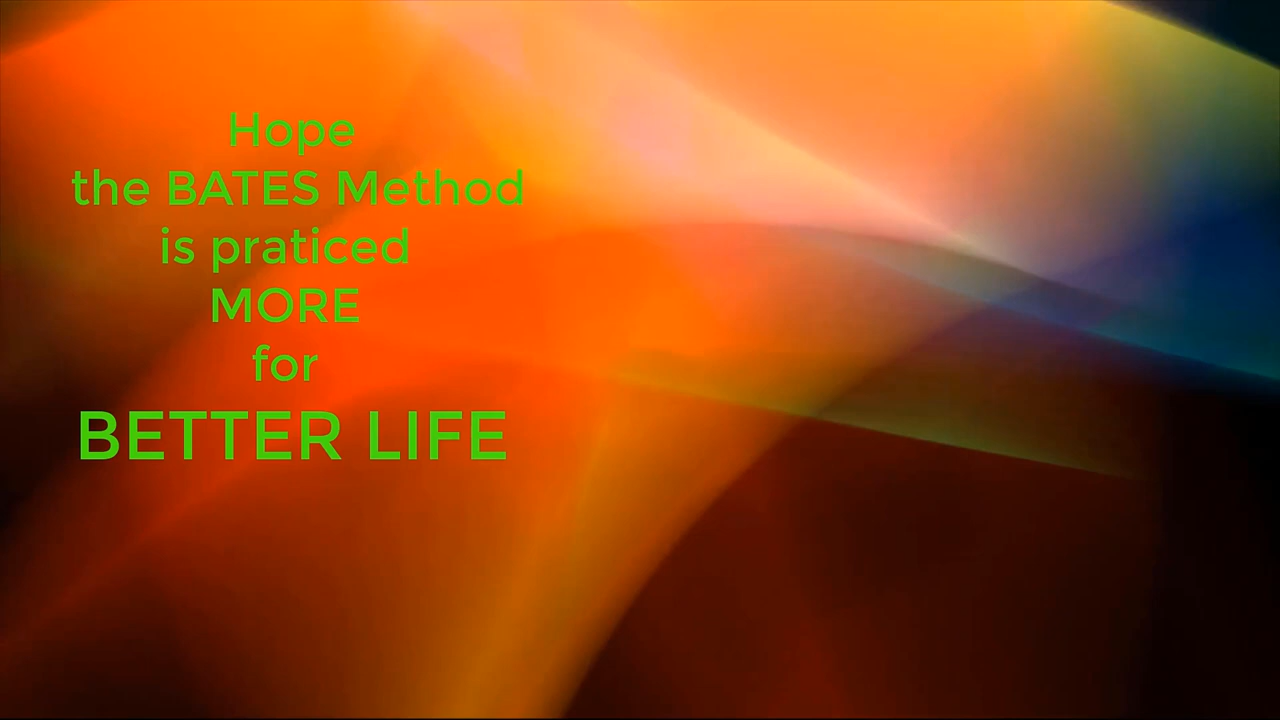 Hope
the BATES Method
is praticed
MORE
for
BETTER LIFE